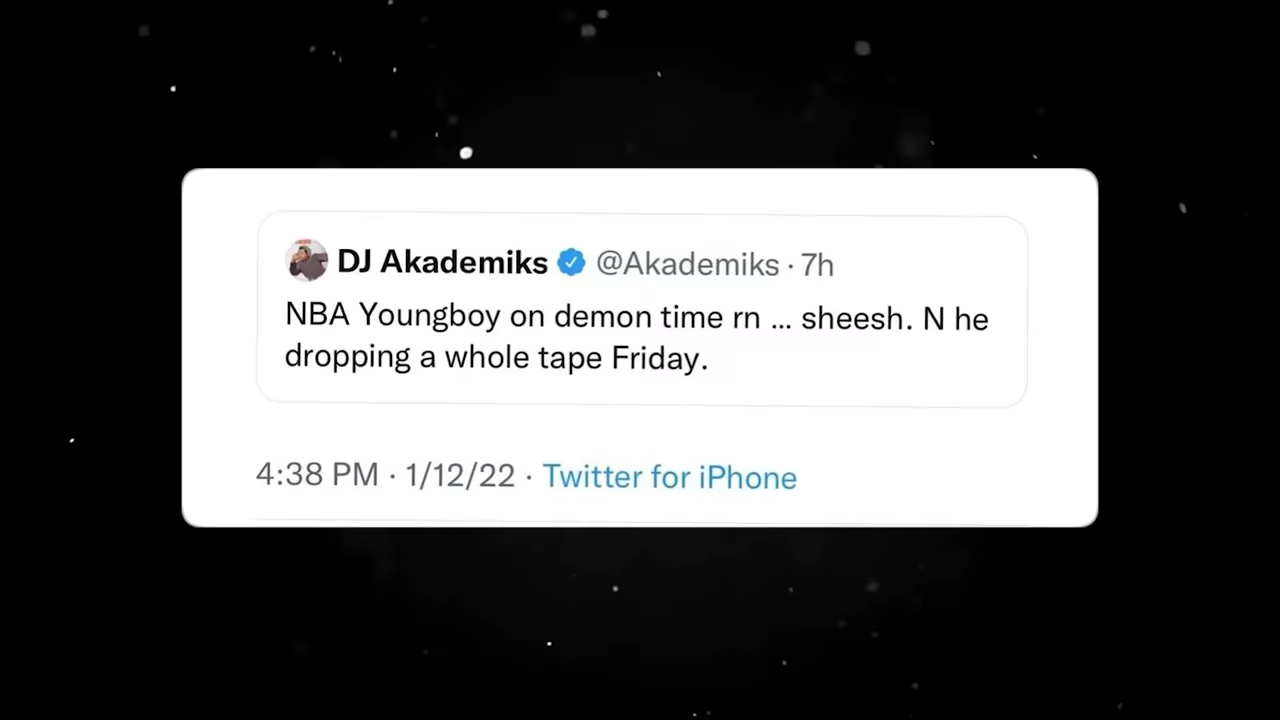 DJ Akademiks @Akademiks · 7h
NBA Youngboy on demon time rn ... sheesh. N he
dropping a whole tape Friday.
4:38 PM · 1/12/22 · Twitter for iPhone